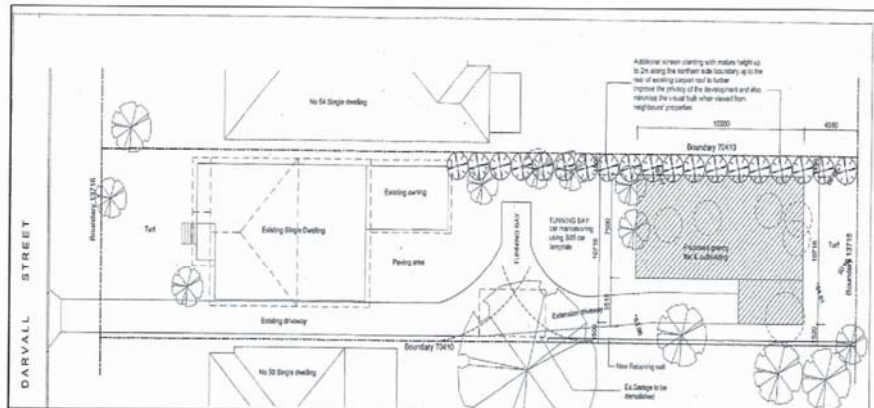 Additional screen planting with mature height up
to 2m along the northern side boundary up to the
rear of existing carport roof to further
improve the privacy of the development and also
minimise the visual bulk when viewed from
neighbours' properties
No 54 Single dwelling
Boundary 70410
Boundary 13716
Existing awning
Turf
Existing Single Dwelling
TUNNING BAY
TUNNING BAY
car manoeuvring
using B85 car
template
7500
10716
Proposed granny
flat & outbuilding
10716
Turf
Boundary 13716
Paving area
DARVALL STREET
Existing driveway
Extension driveway
Boundary 70410
No 50 Single dwelling
New Retaining wall
Ex.Garage to be
demolished